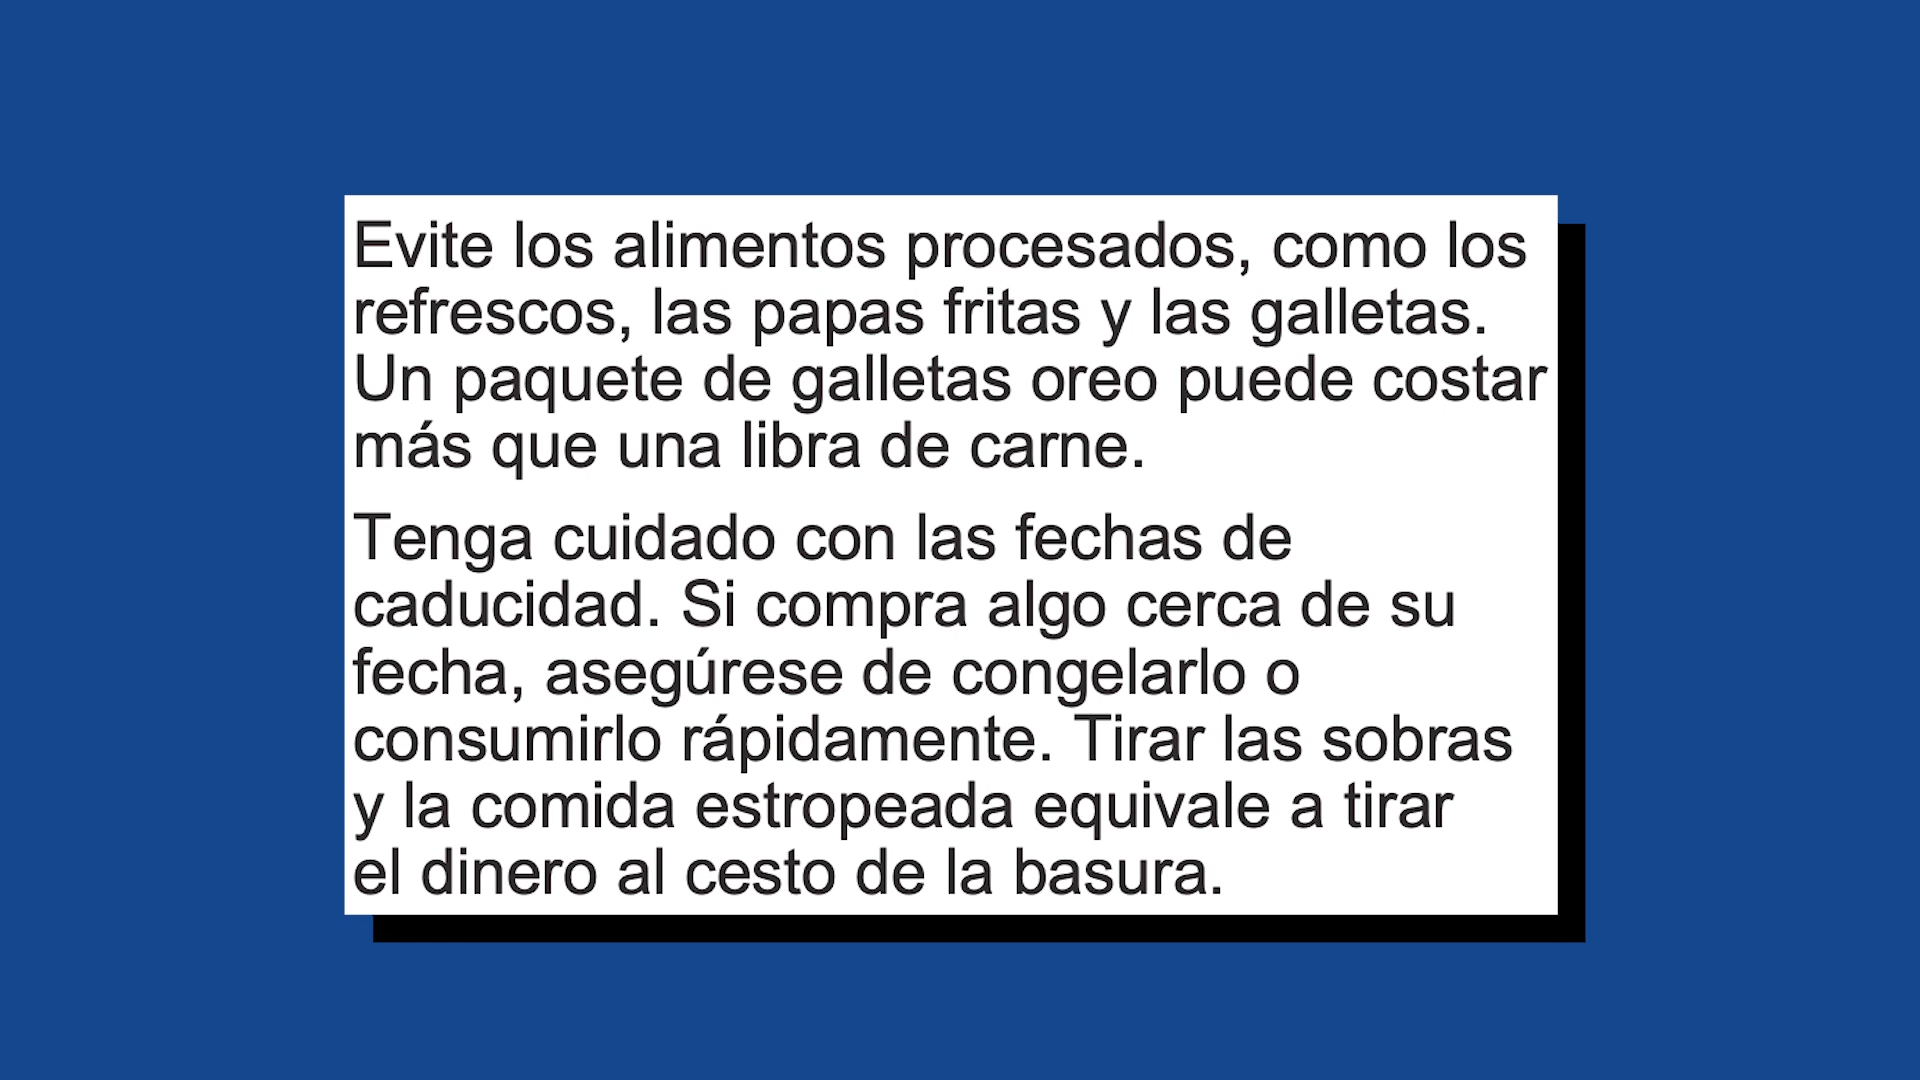 Evite los alimentos procesados, como los
refrescos, las papas fritas y las galletas.
Un paquete de galletas oreo puede costar
más que una libra de carne.
Tenga cuidado con las fechas de
caducidad. Si compra algo cerca de su
fecha, asegúrese de congelarlo o
consumirlo rápidamente. Tirar las sobras
y la comida estropeada equivale a tirar
el dinero al cesto de la basura.